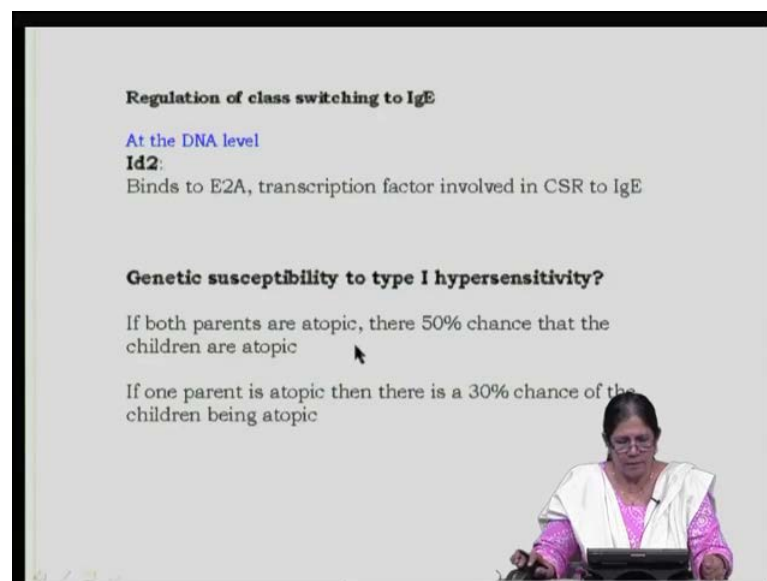 Regulation of class switching to IgE
At the DNA level
Id2:
Binds to E2A, transcription factor involved in CSR to IgE
Genetic susceptibility to type I hypersensitivity?
If both parents are atopic, there 50% chance that the
children are atopic
If one parent is atopic then there is a 30% chance of the
children being atopic